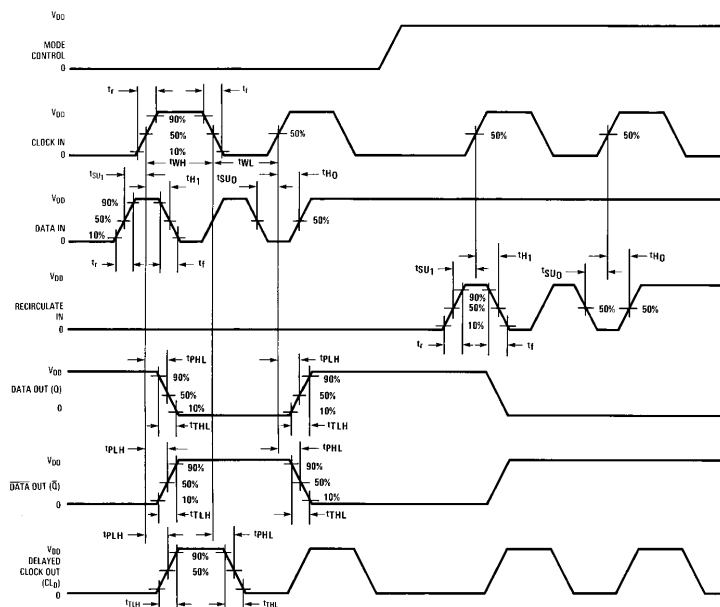 VDD
MODE
CONTROL
0
tr
tf
VDD
90%
50%
10%
50%
50%
50%
CLOCK IN
0
tWH
tWL
tSU1
tH1
tSU0
tH0
VDD
90%
50%
10%
50%
DATA IN
0
tr
tf
tSU1
tH1
tSU0
tH0
VDD
RECIRCULATE
IN
0
90%
50%
10%
50%
50%
tr
tf
tPHL
tPLH
VDD
90%
50%
10%
90%
50%
10%
DATA OUT (Q)
0
tTHL
tTLH
tPLH
tPHL
VDD
90%
50%
10%
90%
50%
10%
D̅A̅T̅A̅ OUT (Q̅)
0
tTLH
tTHL
tPLH
tPHL
VDD
DELAYED
CLOCK OUT
(CLD)
0
90%
50%
tTLH
tTHL